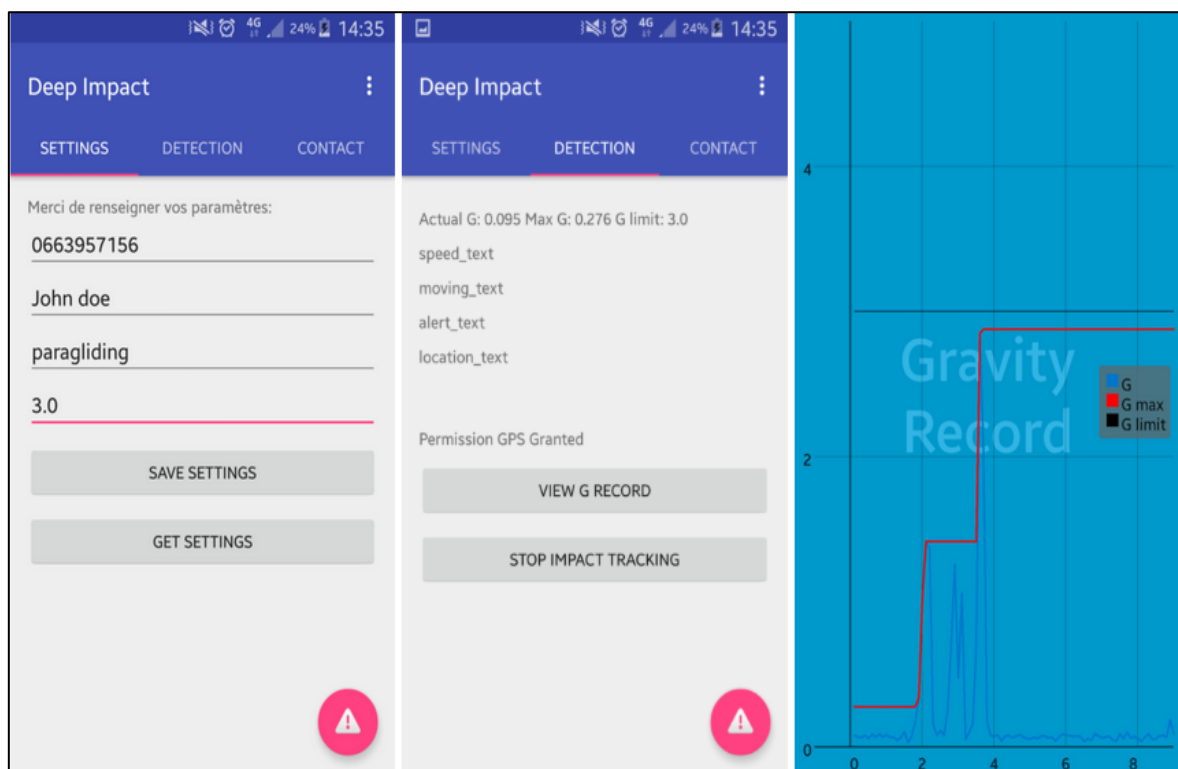 4G 24% 14:35
Deep Impact
SETTINGS DETECTION CONTACT
Merci de renseigner vos paramètres:
0663957156
John doe
paragliding
3.0
SAVE SETTINGS
GET SETTINGS
4G 24% 14:35
Deep Impact
SETTINGS DETECTION CONTACT
Actual G: 0.095 Max G: 0.276 G limit: 3.0
speed_text
moving_text
alert_text
location_text
Permission GPS Granted
VIEW G RECORD
STOP IMPACT TRACKING
4
Gravity
Record
G
G max
G limit
2
0
0 2 4 6 8